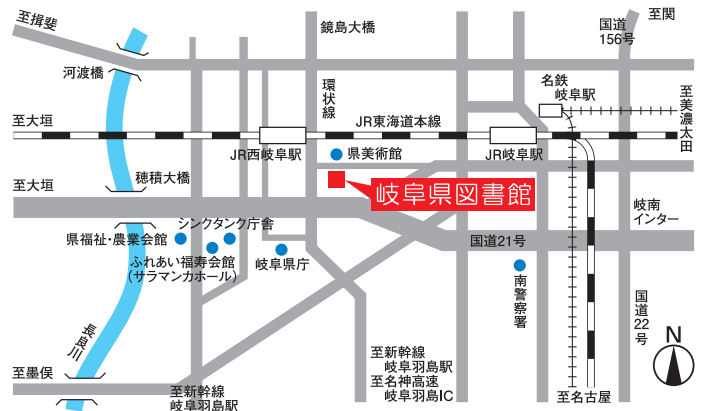 至揖斐
鏡島大橋
国道
156号
至関
河渡橋
環状線
名鉄
岐阜駅
至美濃太田
至大垣
JR東海道本線
JR西岐阜駅
県美術館
JR岐阜駅
穂積大橋
至大垣
岐阜県図書館
岐南
インター
シンクタンク庁舎
県福祉・農業会館
ふれあい福寿会館
(サラマンカホール)
岐阜県庁
国道21号
南警察署
国道22号
長良川
N
至墨俣
至新幹線
岐阜羽島駅
至新幹線
岐阜羽島駅
至名神高速
岐阜羽島IC
至名古屋